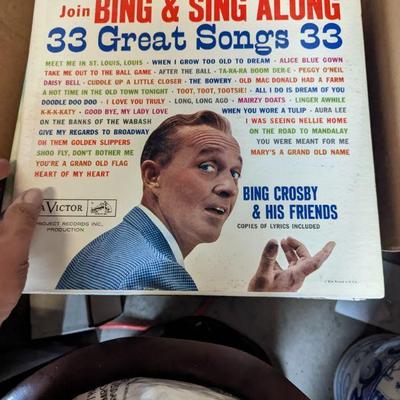 Join BING & SING ALONG
33 Great Songs 33
MEET ME IN ST. LOUIS, LOUIS • WHEN I GROW TOO OLD TO DREAM • ALICE BLUE GOWN
TAKE ME OUT TO THE BALL GAME • AFTER THE BALL • TA-RA-RA BOOM DER-E • PEGGY O'NEIL
DAISY BELL • CUDDLE UP A LITTLE CLOSER • THE BOWERY • OLD MAC DONALD HAD A FARM
A HOT TIME IN THE OLD TOWN TONIGHT • TOOT, TOOT, TOOTSIE! • ALL I DO IS DREAM OF YOU
DOODLE DOO DOO • I LOVE YOU TRULY • LONG, LONG AGO • MAIRZY DOATS • LINGER AWHILE
K-K-K-KATY • GOOD BYE, MY LADY LOVE WHEN YOU WORE A TULIP • AURA LEE
ON THE BANKS OF THE WABASH I WAS SEEING NELLIE HOME
GIVE MY REGARDS TO BROADWAY ON THE ROAD TO MANDALAY
OH THEM GOLDEN SLIPPERS YOU WERE MEANT FOR ME
SHOO FLY, DON'T BOTHER ME MARY'S A GRAND OLD NAME
YOU'RE A GRAND OLD FLAG
HEART OF MY HEART
BING CROSBY
& HIS FRIENDS
COPIES OF LYRICS INCLUDED
A VICTOR
PROJECT RECORDS INC.
PRODUCTION